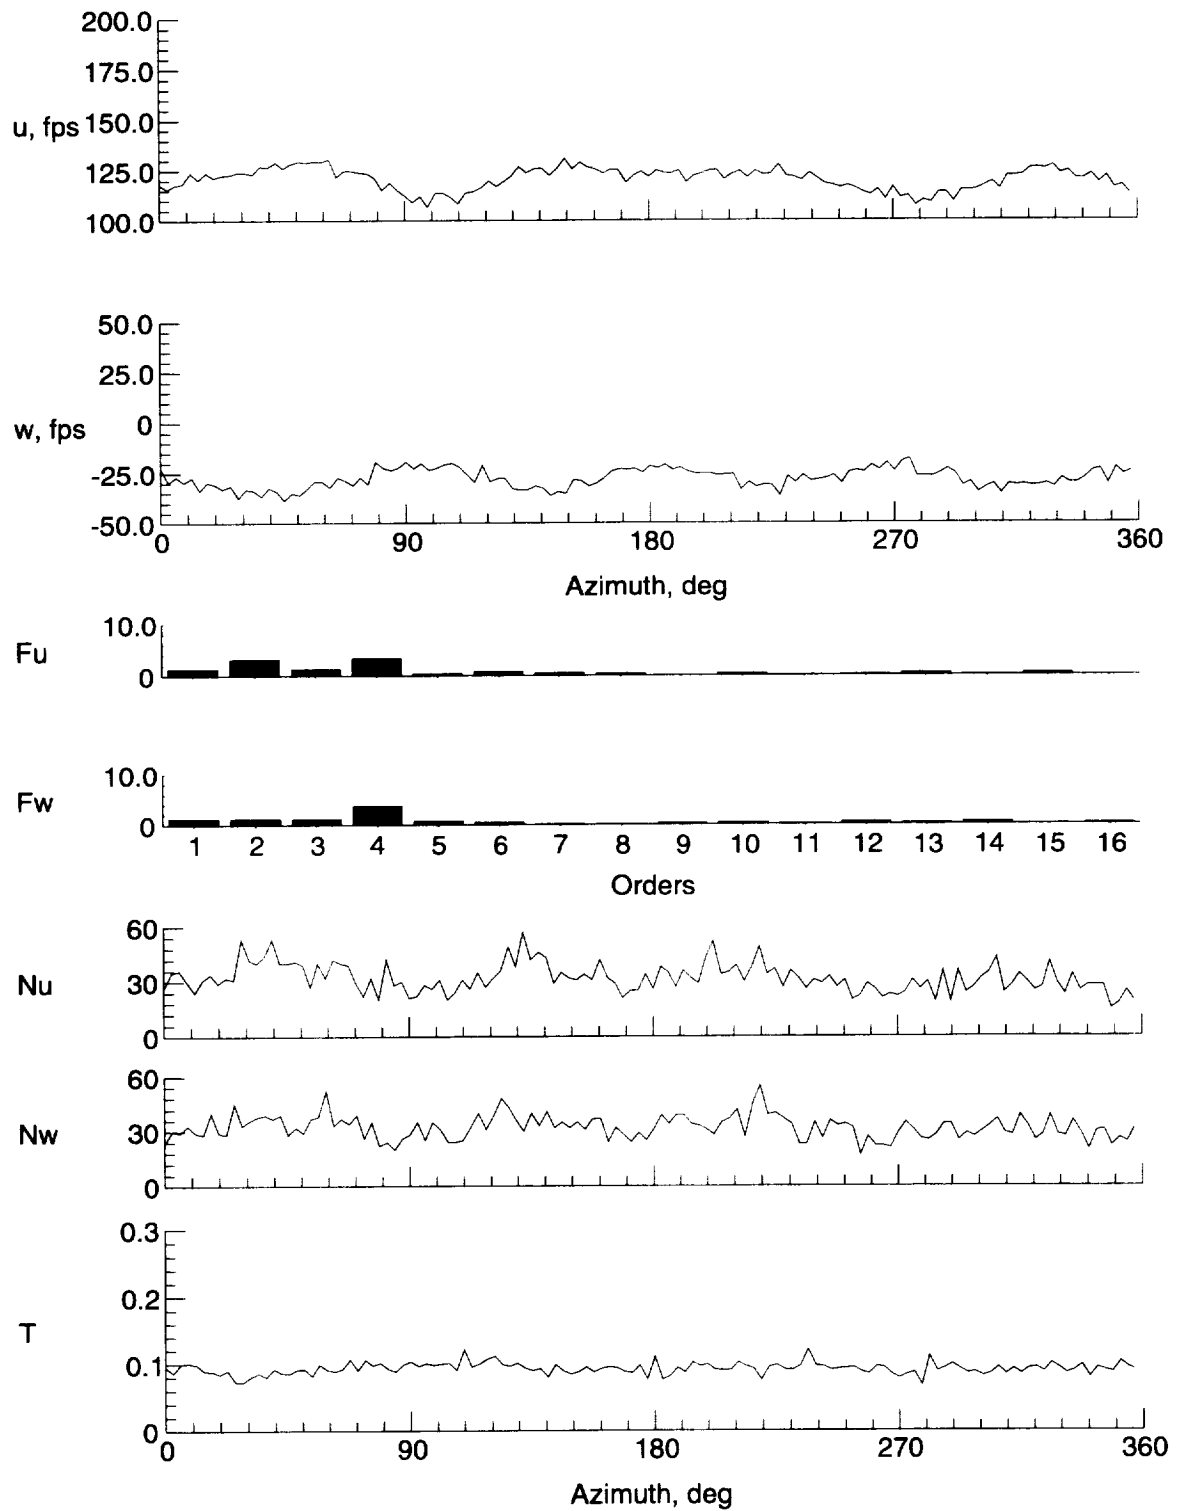 200.0
175.0
u, fps 150.0
125.0
100.0
50.0
25.0
w, fps 0
-25.0
-50.0
0 90 180 270 360
Azimuth, deg
Fu 10.0
0
Fw 10.0
0
1 2 3 4 5 6 7 8 9 10 11 12 13 14 15 16
Orders
60
Nu 30
0
60
Nw 30
0
0.3
0.2
T
0.1
0
0 90 180 270 360
Azimuth, deg